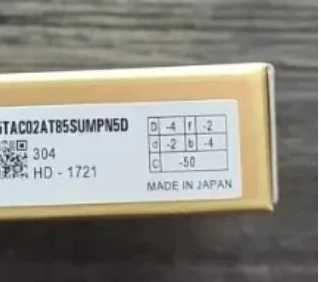 5TAC02AT85SUMPN5D
304
HD - 1721
D -4 f -2
d -2 b -4
C -50
MADE IN JAPAN